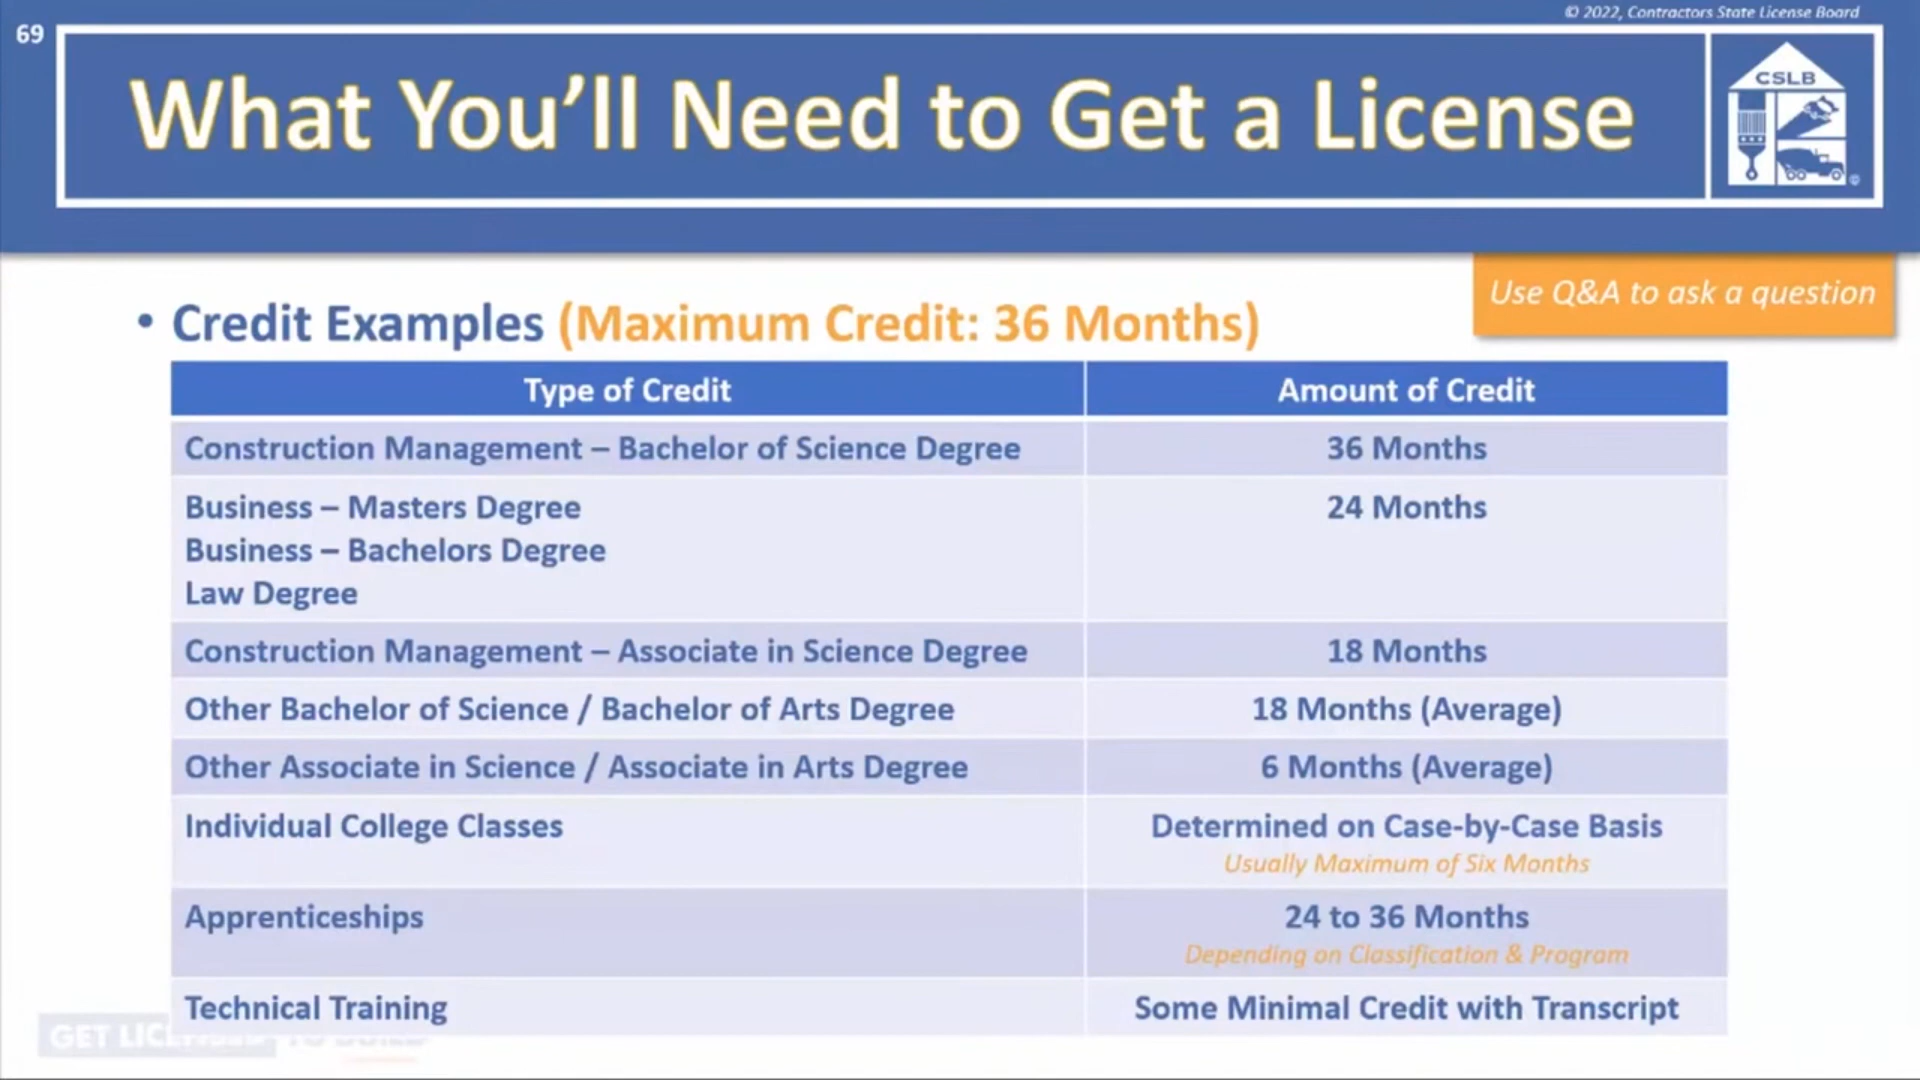 © 2022, Contractors State License Board
69
What You’ll Need to Get a License
CSLB
Use Q&A to ask a question
• Credit Examples (Maximum Credit: 36 Months)
Type of Credit
Amount of Credit
Construction Management – Bachelor of Science Degree
36 Months
Business – Masters Degree
24 Months
Business – Bachelors Degree
Law Degree
Construction Management – Associate in Science Degree
18 Months
Other Bachelor of Science / Bachelor of Arts Degree
18 Months (Average)
Other Associate in Science / Associate in Arts Degree
6 Months (Average)
Individual College Classes
Determined on Case-by-Case Basis
Usually Maximum of Six Months
Apprenticeships
24 to 36 Months
Depending on Classification & Program
Technical Training
Some Minimal Credit with Transcript
GET